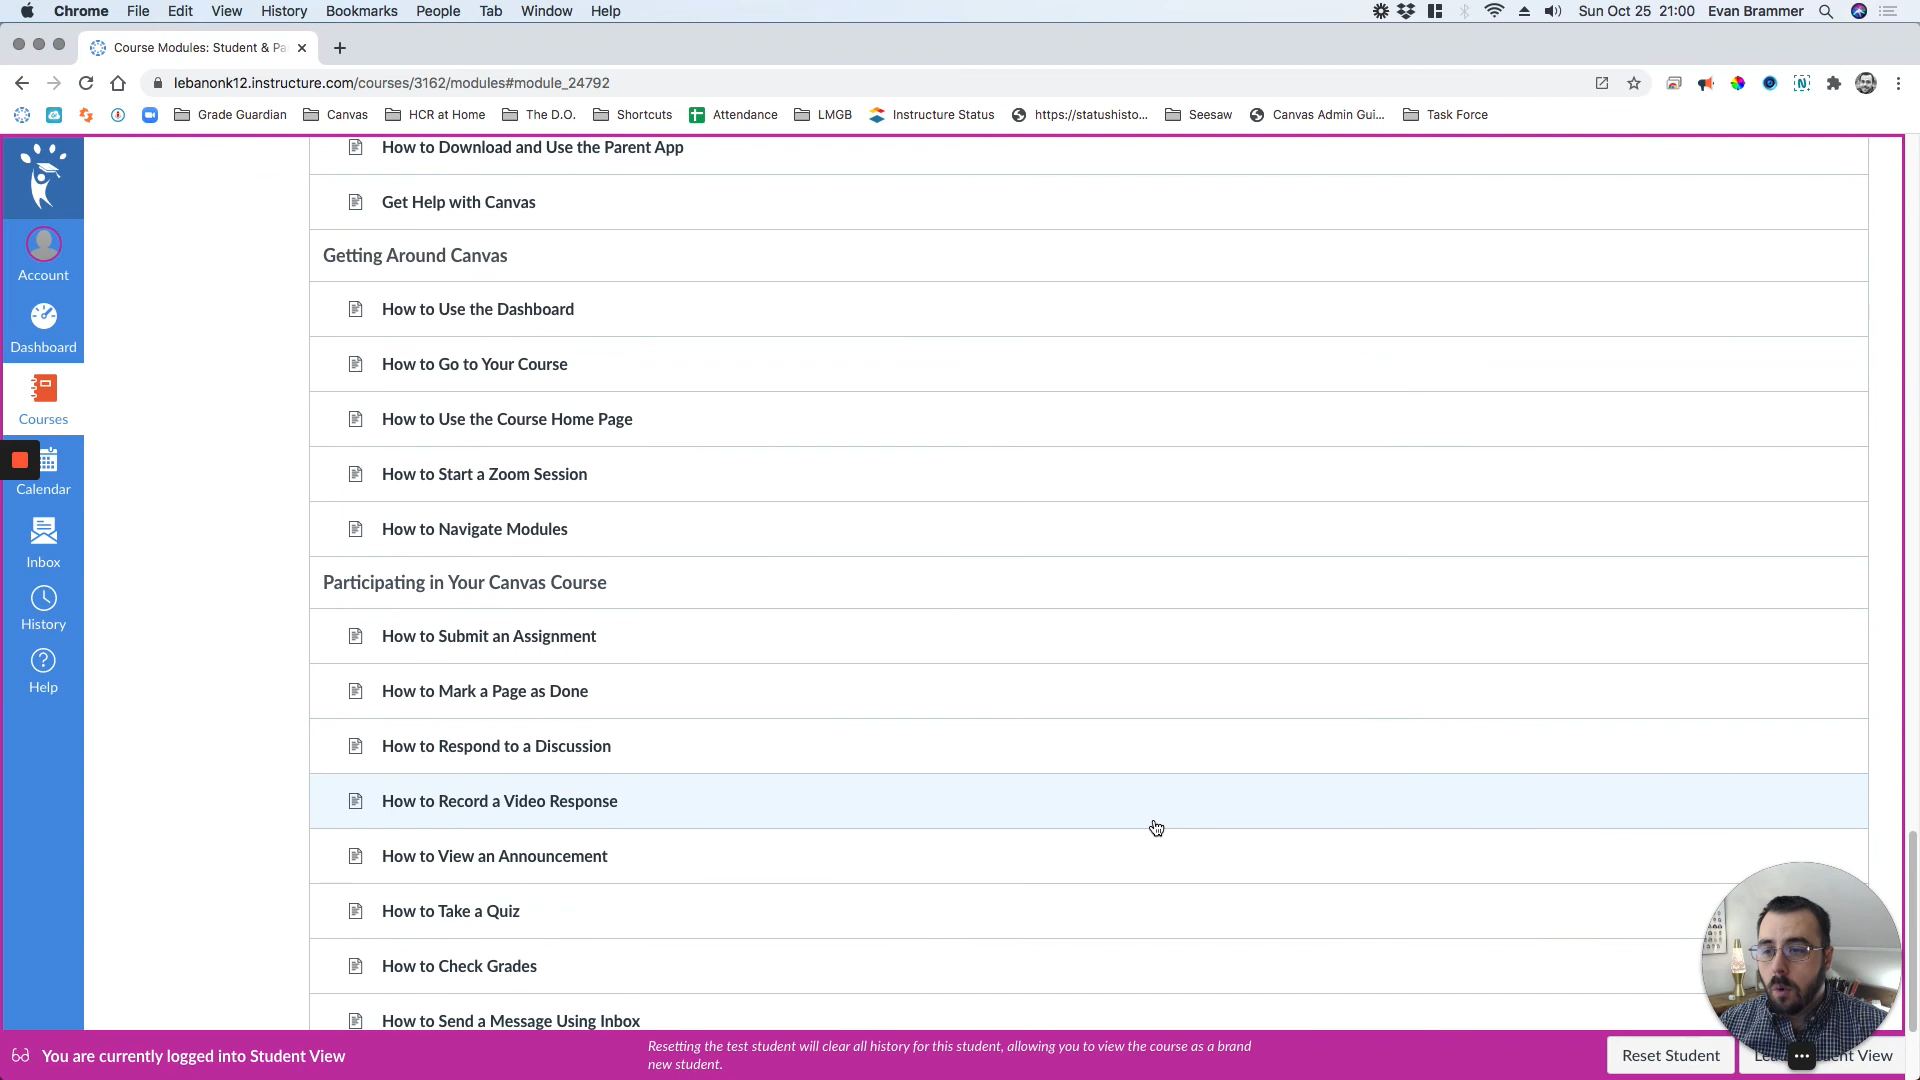 Chrome File Edit View History Bookmarks People Tab Window Help
Sun Oct 25 21:00 Evan Brammer
Course Modules: Student & Pa
lebanonk12.instructure.com/courses/3162/modules#module_24792
Grade Guardian Canvas HCR at Home The D.O. Shortcuts Attendance LMGB Instructure Status https://statushisto... Seesaw Canvas Admin Gui... Task Force
How to Download and Use the Parent App
Get Help with Canvas
Getting Around Canvas
How to Use the Dashboard
How to Go to Your Course
How to Use the Course Home Page
How to Start a Zoom Session
How to Navigate Modules
Participating in Your Canvas Course
How to Submit an Assignment
How to Mark a Page as Done
How to Respond to a Discussion
How to Record a Video Response
How to View an Announcement
How to Take a Quiz
How to Check Grades
How to Send a Message Using Inbox
Account
Dashboard
Courses
Calendar
Inbox
History
Help
You are currently logged into Student View
Resetting the test student will clear all history for this student, allowing you to view the course as a brand
new student.
Reset Student
View